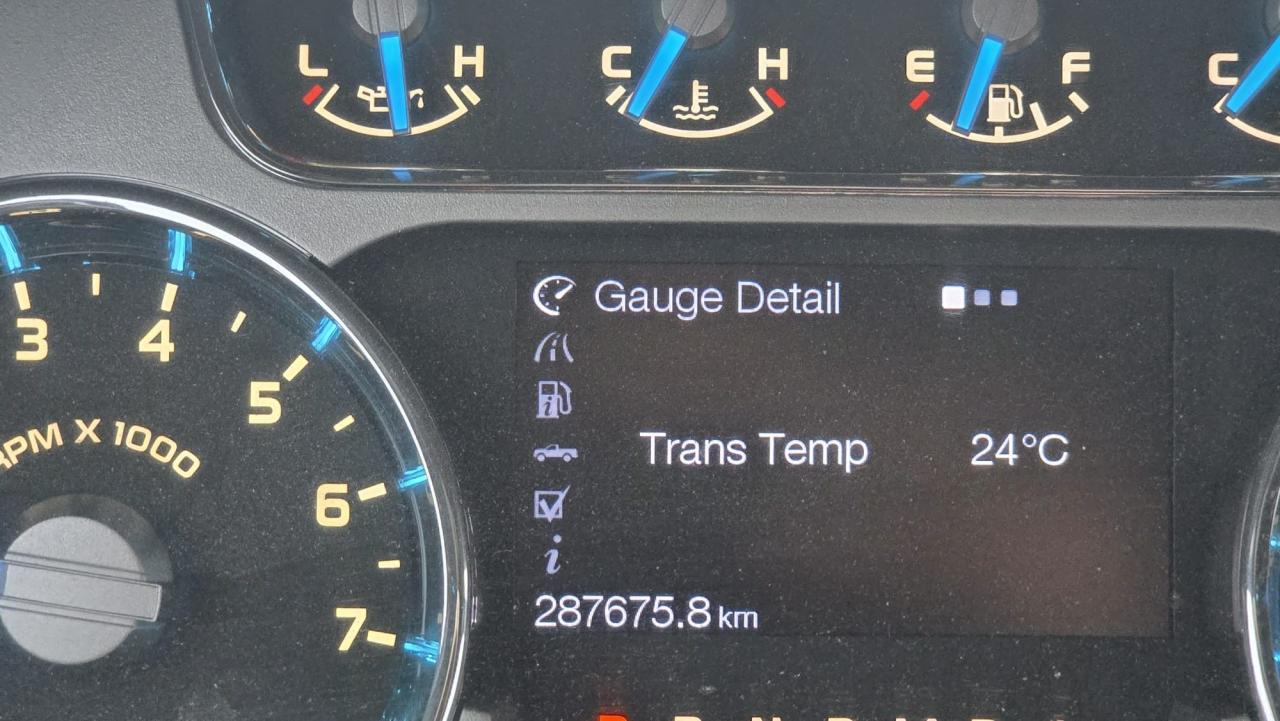 L H C H E F C
Gauge Detail
3 4 5 6 7
RPM X 1000
Trans Temp 24°C
i
287675.8 km